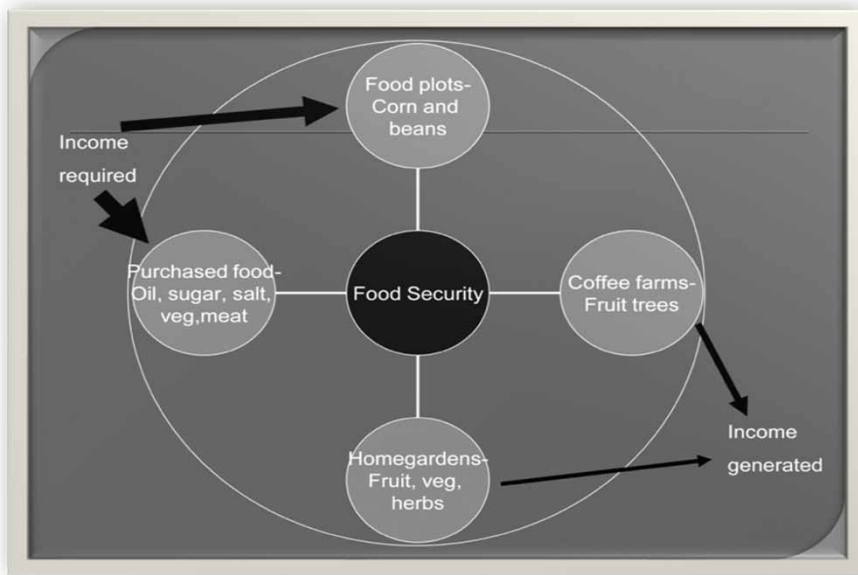 Food plots-
Corn and
beans
Income
required
Purchased food-
Oil, sugar, salt,
veg,meat
Food Security
Coffee farms-
Fruit trees
Homegardens-
Fruit, veg,
herbs
Income
generated